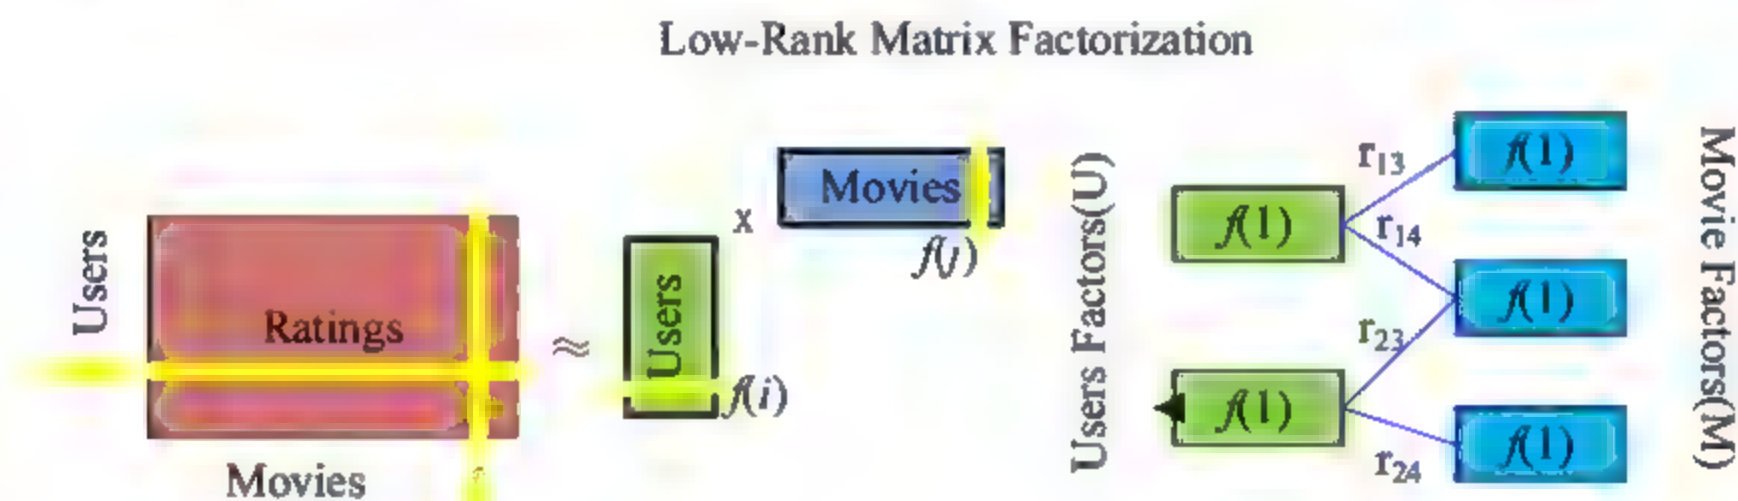 Low-Rank Matrix Factorization
Users
Ratings
Movies
≈
Users
f(i)
x
Movies
f(j)
Users Factors(U)
f(1)
f(1)
r13
r14
r23
r24
f(1)
f(1)
f(1)
Movie Factors(M)